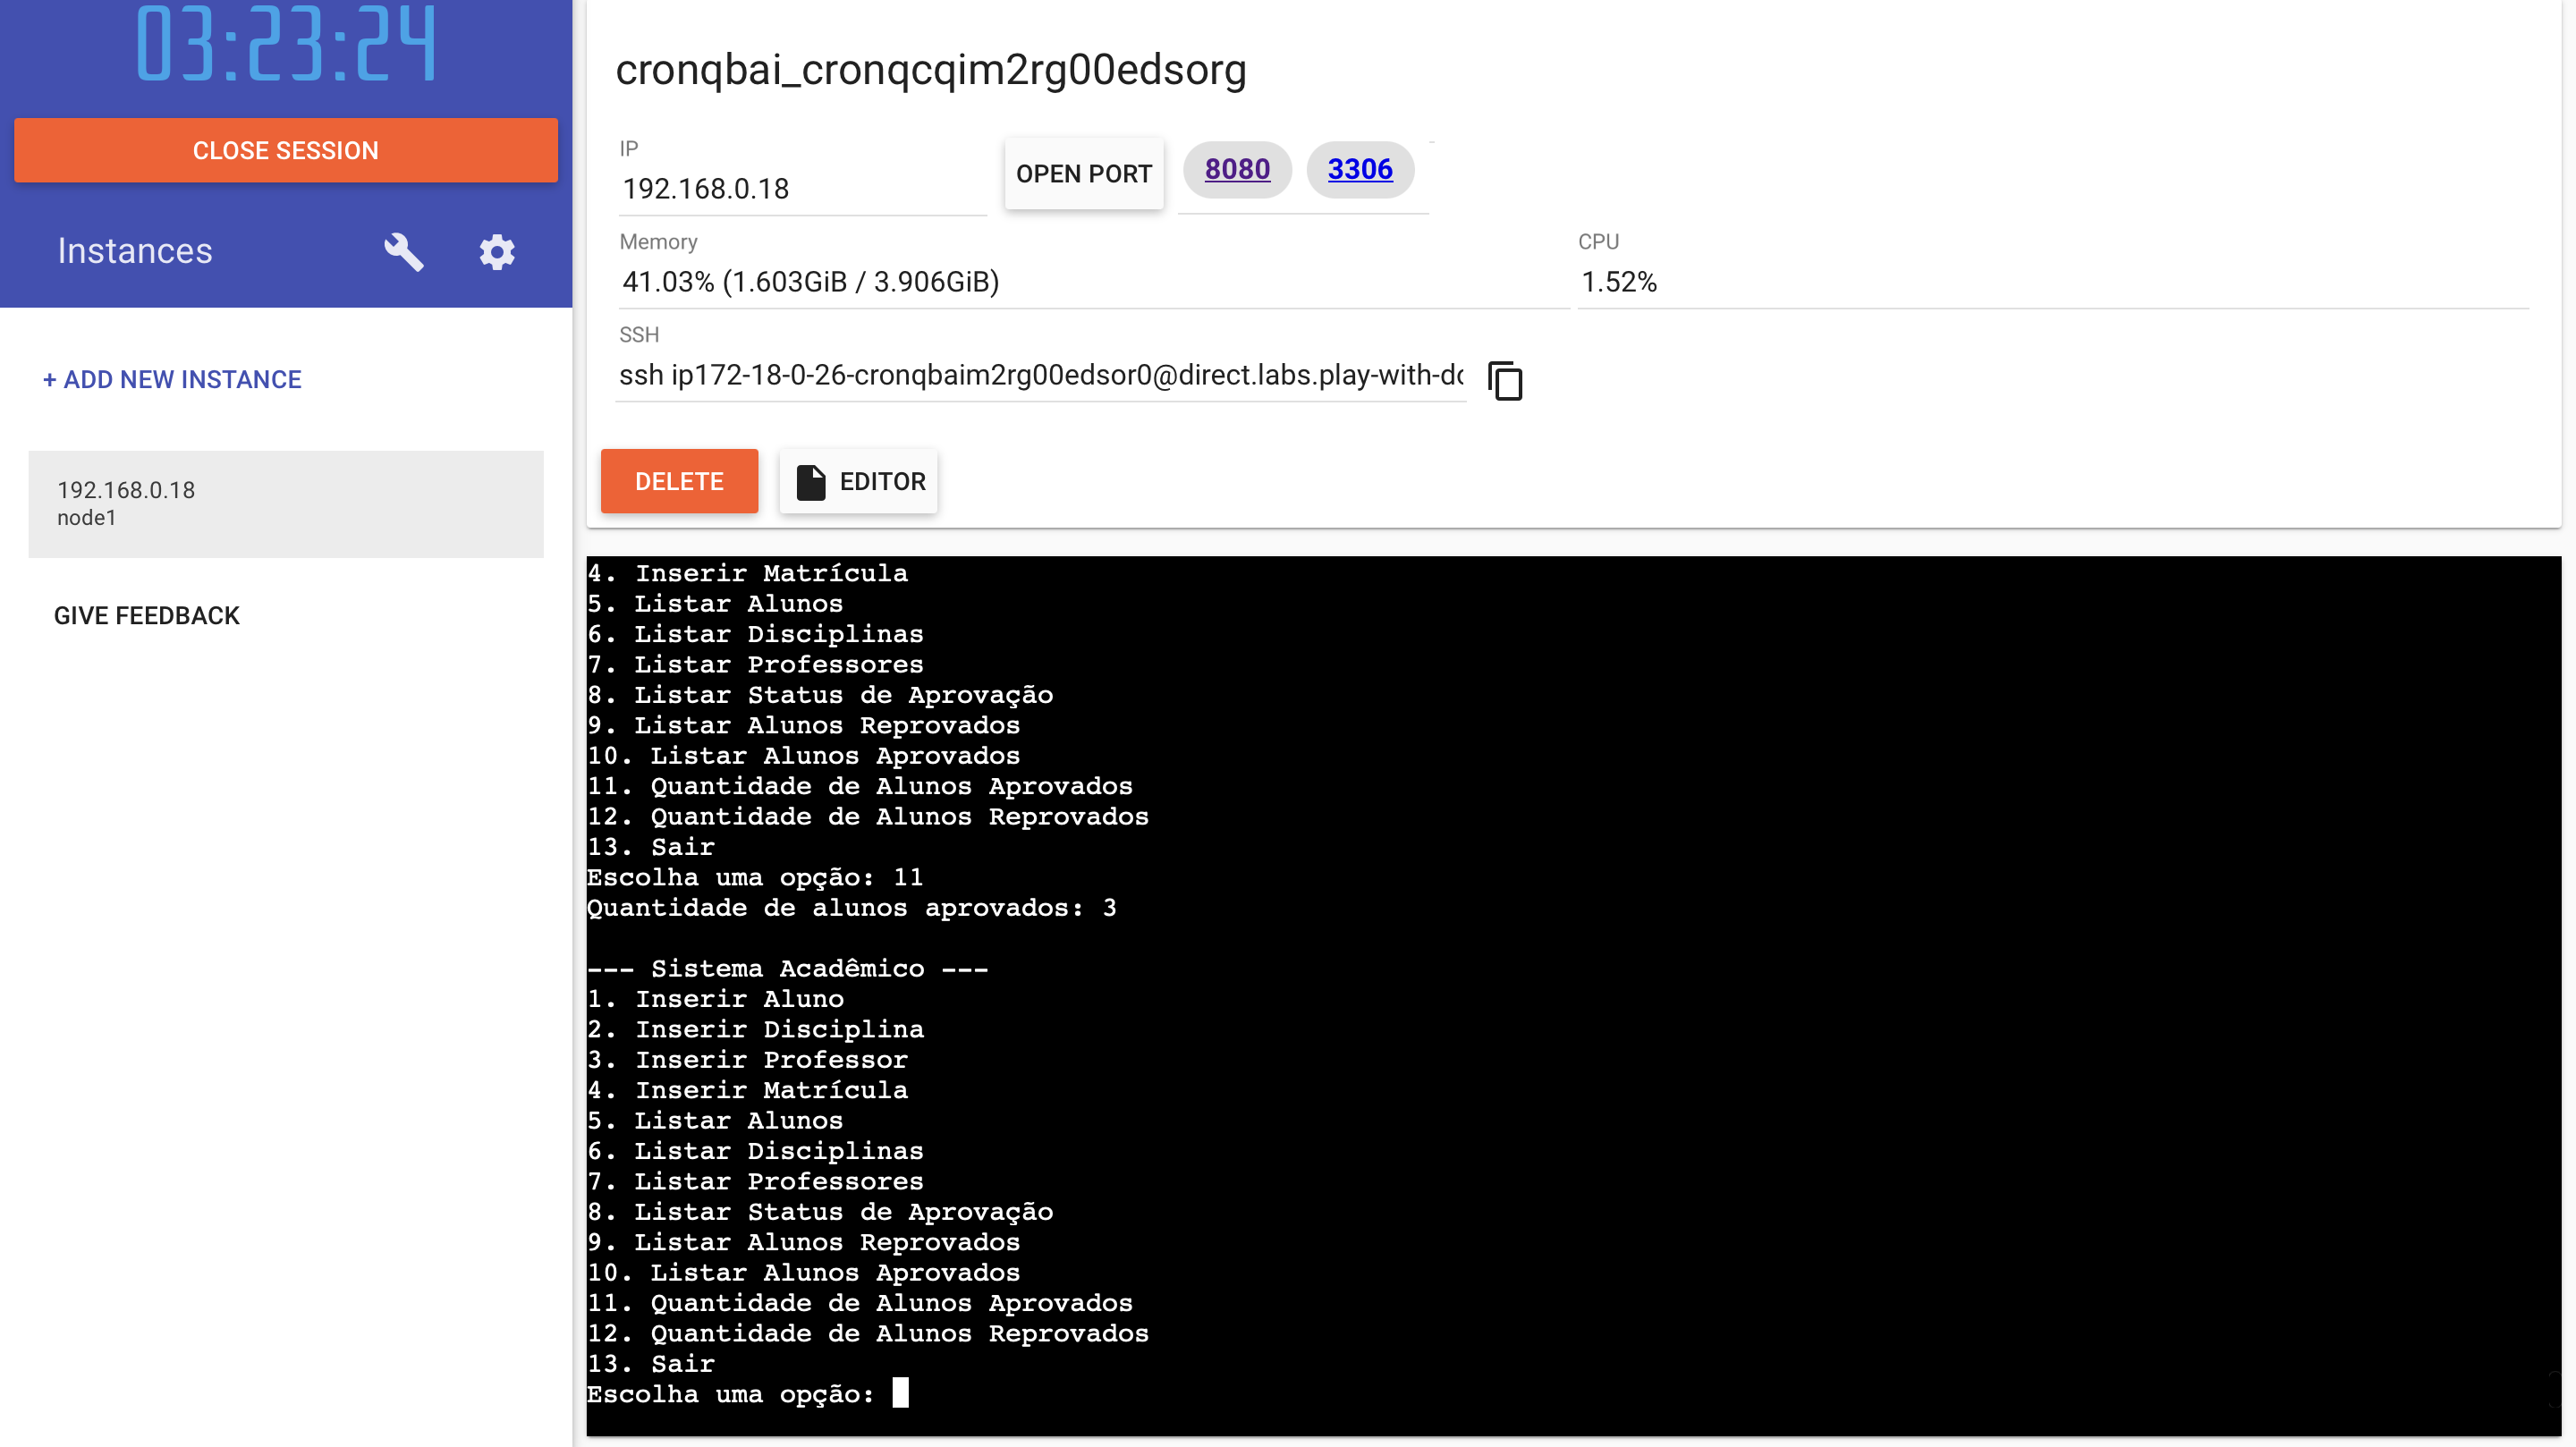 03:23:24
CLOSE SESSION
Instances
+ ADD NEW INSTANCE
192.168.0.18
node1
GIVE FEEDBACK
cronqbai_cronqcqim2rg00edsorg
IP
192.168.0.18
OPEN PORT
8080
3306
Memory
41.03% (1.603GiB / 3.906GiB)
CPU
1.52%
SSH
ssh ip172-18-0-26-cronqbaim2rg00edsor0@direct.labs.play-with-do
DELETE
EDITOR
4. Inserir Matrícula
5. Listar Alunos
6. Listar Disciplinas
7. Listar Professores
8. Listar Status de Aprovação
9. Listar Alunos Reprovados
10. Listar Alunos Aprovados
11. Quantidade de Alunos Aprovados
12. Quantidade de Alunos Reprovados
13. Sair
Escolha uma opção: 11
Quantidade de alunos aprovados: 3
--- Sistema Acadêmico ---
1. Inserir Aluno
2. Inserir Disciplina
3. Inserir Professor
4. Inserir Matrícula
5. Listar Alunos
6. Listar Disciplinas
7. Listar Professores
8. Listar Status de Aprovação
9. Listar Alunos Reprovados
10. Listar Alunos Aprovados
11. Quantidade de Alunos Aprovados
12. Quantidade de Alunos Reprovados
13. Sair
Escolha uma opção: